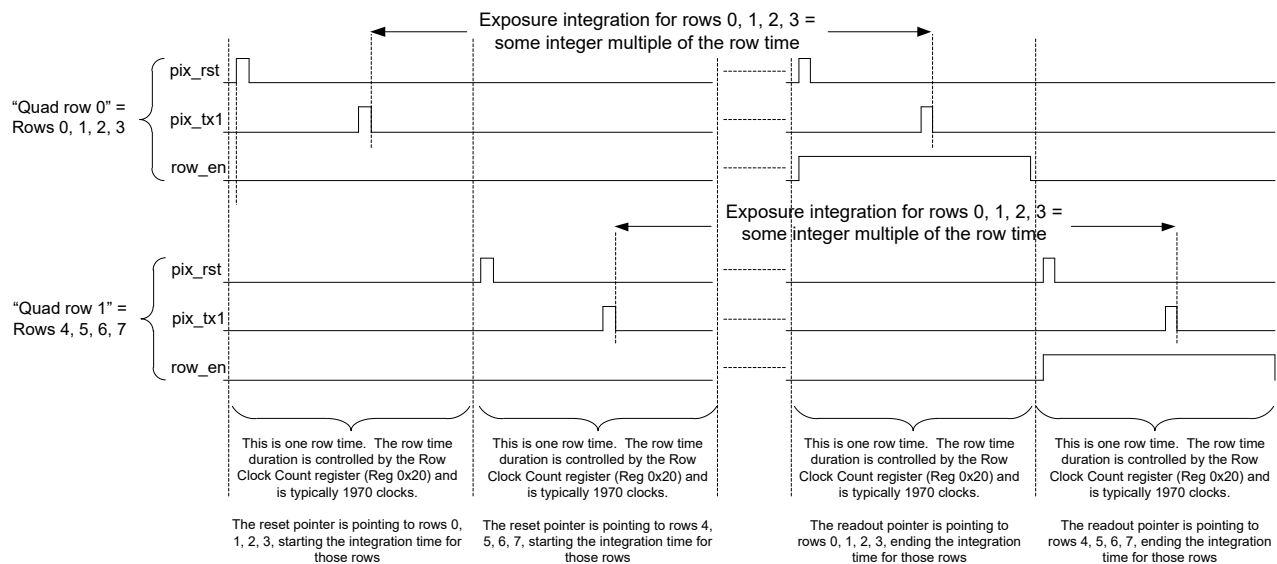 Exposure integration for rows 0, 1, 2, 3 =
some integer multiple of the row time
pix_rst
"Quad row 0" =
Rows 0, 1, 2, 3
pix_tx1
row_en
Exposure integration for rows 0, 1, 2, 3 =
some integer multiple of the row time
pix_rst
"Quad row 1" =
Rows 4, 5, 6, 7
pix_tx1
row_en
This is one row time.  The row time
duration is controlled by the Row
Clock Count register (Reg 0x20) and
is typically 1970 clocks.
This is one row time.  The row time
duration is controlled by the Row
Clock Count register (Reg 0x20) and
is typically 1970 clocks.
This is one row time.  The row time
duration is controlled by the Row
Clock Count register (Reg 0x20) and
is typically 1970 clocks.
This is one row time.  The row time
duration is controlled by the Row
Clock Count register (Reg 0x20) and
is typically 1970 clocks.
The reset pointer is pointing to rows 0,
1, 2, 3, starting the integration time for
those rows
The reset pointer is pointing to rows 4,
5, 6, 7, starting the integration time for
those rows
The readout pointer is pointing to
rows 0, 1, 2, 3, ending the integration
time for those rows
The readout pointer is pointing to
rows 4, 5, 6, 7, ending the integration
time for those rows